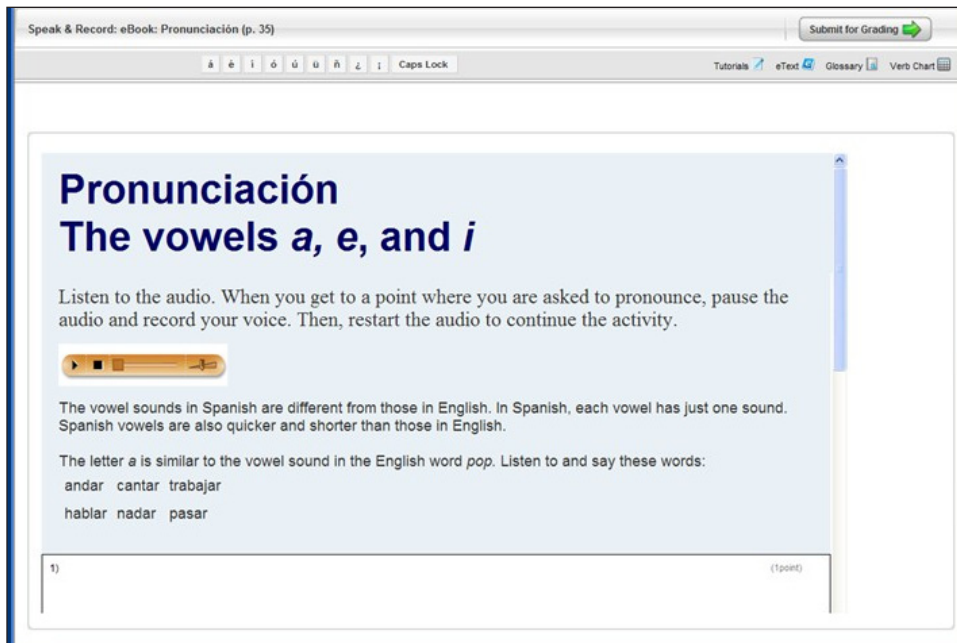 Speak & Record: eBook: Pronunciación (p. 35)
Submit for Grading
á è í ó ú ü ñ ¿ ¡ Caps Lock
Tutorials eText Glossary Verb Chart
Pronunciación
The vowels a, e, and i
Listen to the audio. When you get to a point where you are asked to pronounce, pause the
audio and record your voice. Then, restart the audio to continue the activity.
The vowel sounds in Spanish are different from those in English. In Spanish, each vowel has just one sound.
Spanish vowels are also quicker and shorter than those in English.
The letter a is similar to the vowel sound in the English word pop. Listen to and say these words:
andar cantar trabajar
hablar nadar pasar
1) (1point)